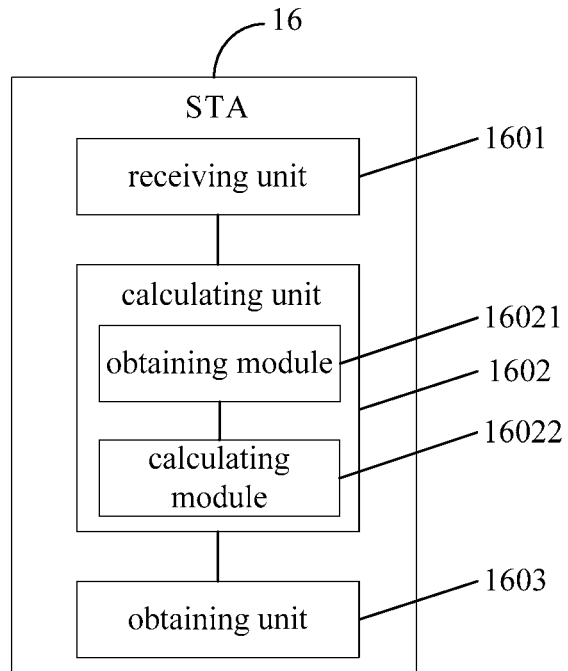 16
STA
receiving unit
1601
calculating unit
obtaining module
16021
1602
calculating
module
16022
obtaining unit
1603